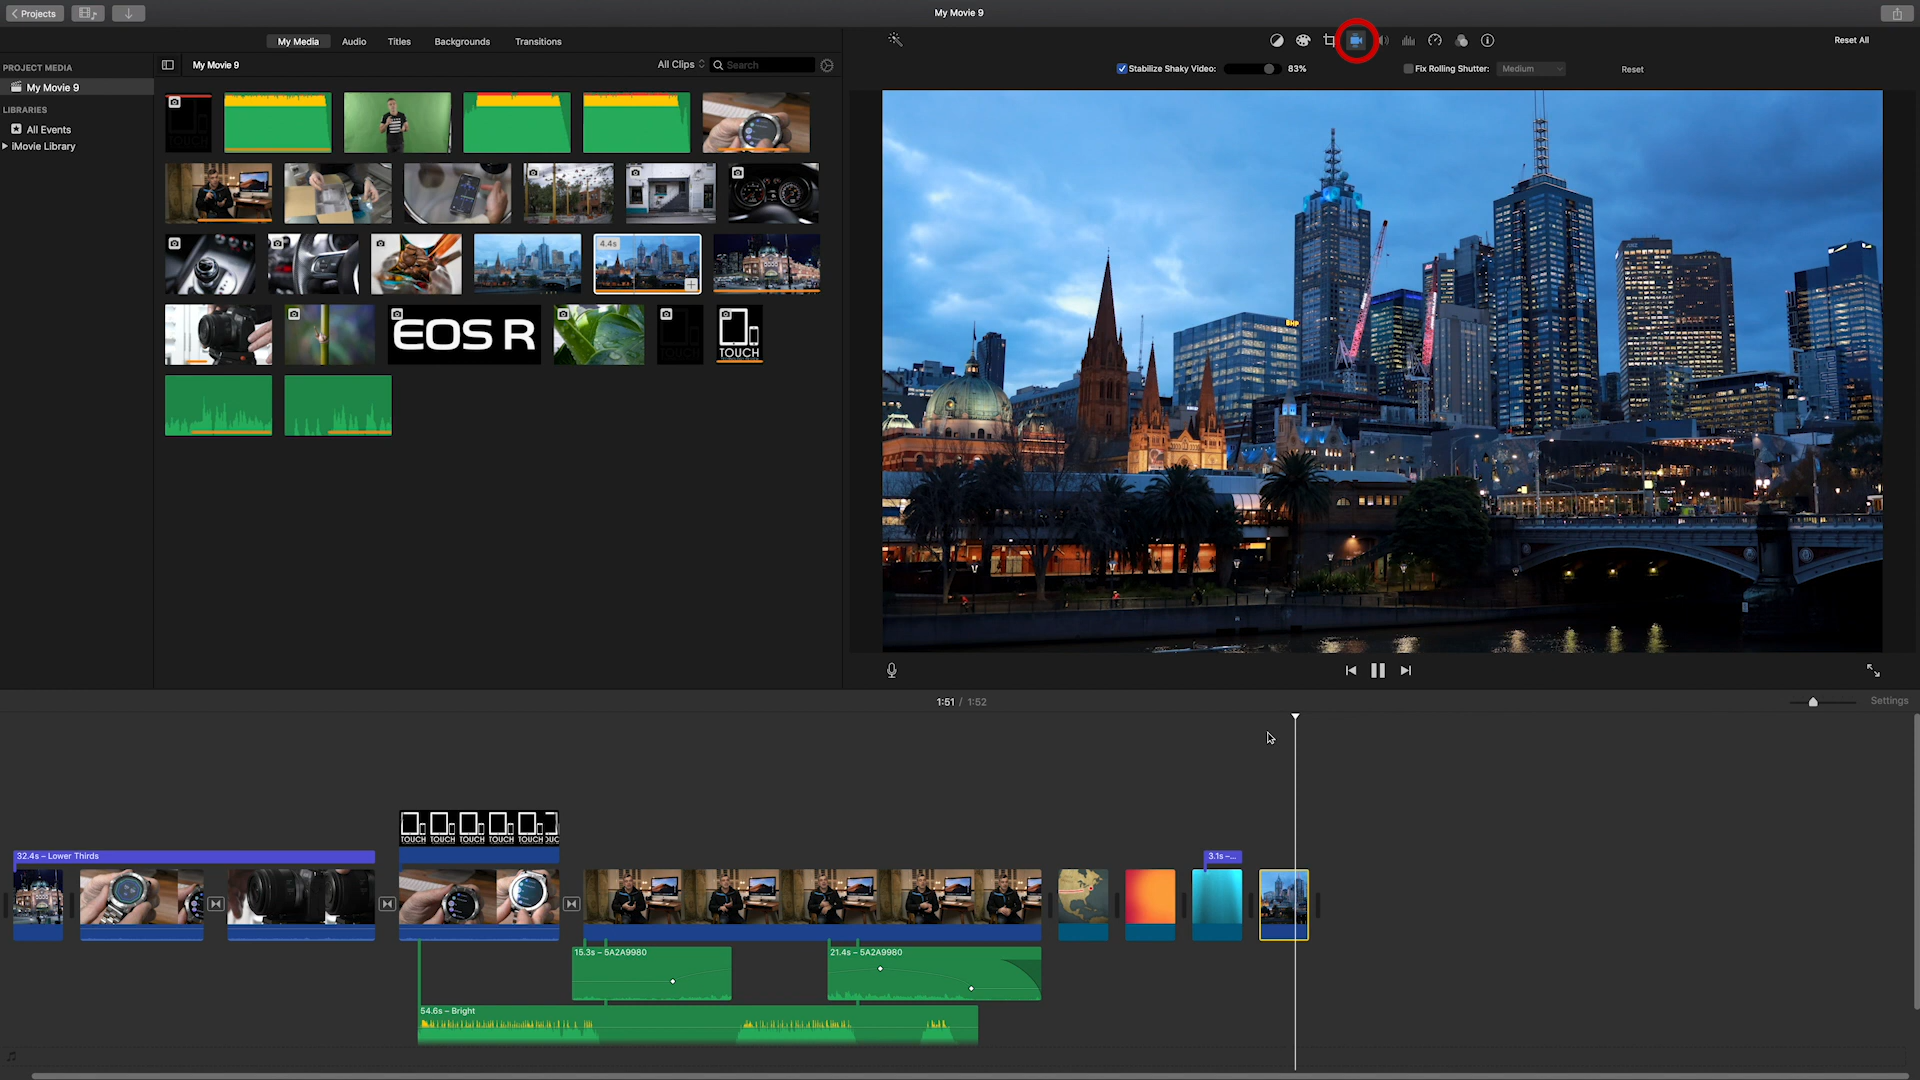 Projects
My Movie 9
My Media
Audio
Titles
Backgrounds
Transitions
Reset All
PROJECT MEDIA
My Movie 9
LIBRARIES
All Events
iMovie Library
My Movie 9
All Clips
Search
Stabilize Shaky Video:
83%
Fix Rolling Shutter:
Medium
Reset
4.4s
EOS R
TOUCH
TOUCH
BHP
1:51 / 1:52
Settings
TOUCH TOUCH TOUCH TOUCH TOUCH OUC
32.4s – Lower Thirds
3.1s –...
15.3s – 5A2A9980
21.4s – 5A2A9980
54.6s – Bright